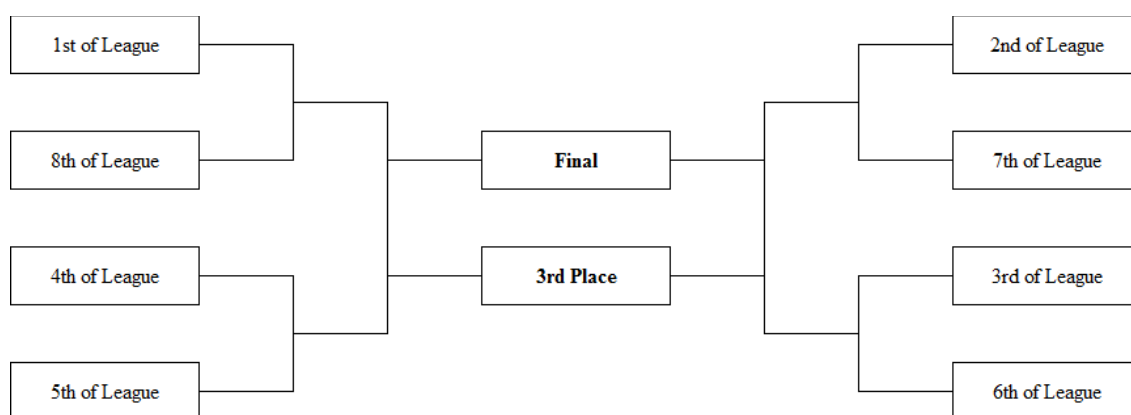 1st of League
2nd of League
8th of League
Final
7th of League
4th of League
3rd Place
3rd of League
5th of League
6th of League